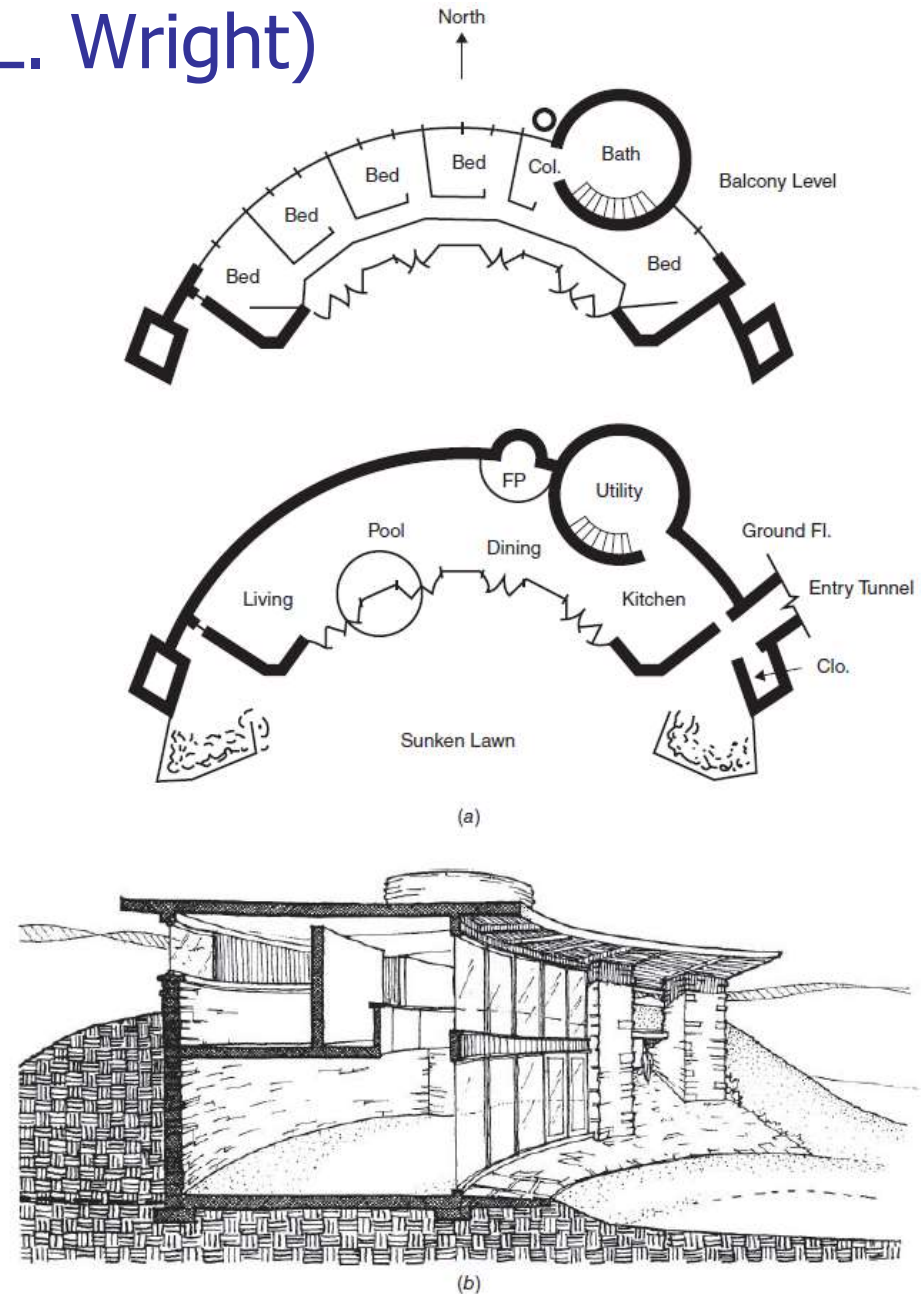 L. Wright)
North
Bath
Col.
Bed
Bed
Bed
Balcony Level
Bed
Bed
Bed
FP
Utility
Pool
Dining
Ground Fl.
Living
Kitchen
Entry Tunnel
Clo.
Sunken Lawn
(a)
(b)